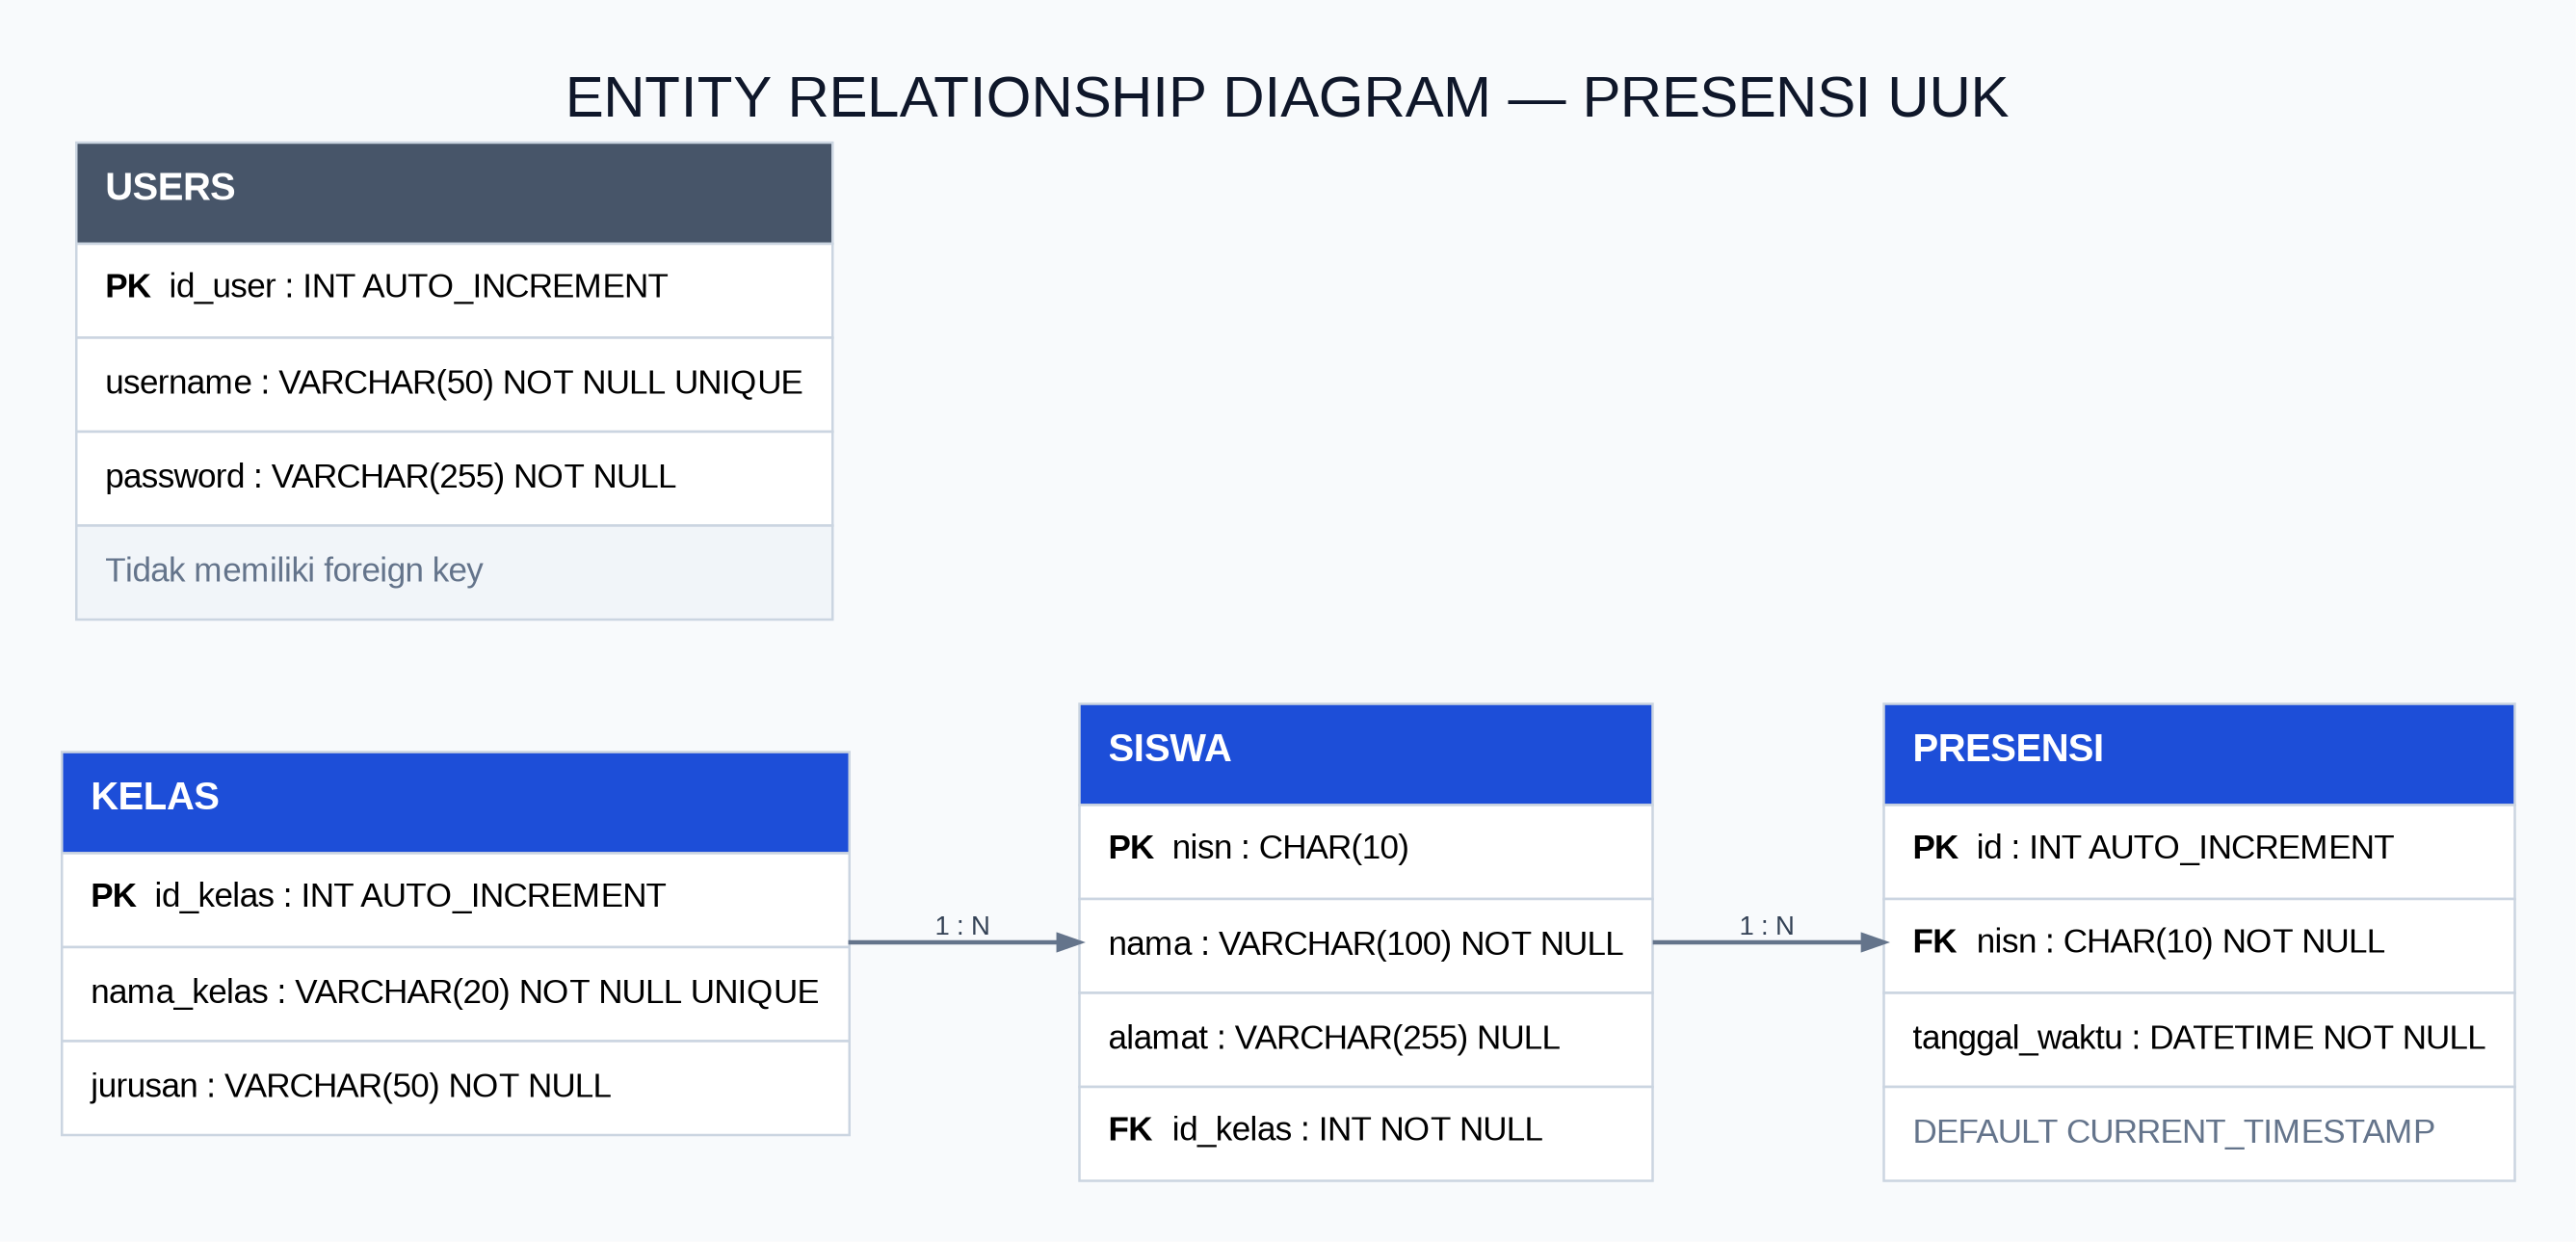 ENTITY RELATIONSHIP DIAGRAM — PRESENSI UUK
USERS
PK id_user : INT AUTO_INCREMENT
username : VARCHAR(50) NOT NULL UNIQUE
password : VARCHAR(255) NOT NULL
Tidak memiliki foreign key
KELAS
PK id_kelas : INT AUTO_INCREMENT
nama_kelas : VARCHAR(20) NOT NULL UNIQUE
jurusan : VARCHAR(50) NOT NULL
1 : N
SISWA
PK nisn : CHAR(10)
nama : VARCHAR(100) NOT NULL
alamat : VARCHAR(255) NULL
FK id_kelas : INT NOT NULL
1 : N
PRESENSI
PK id : INT AUTO_INCREMENT
FK nisn : CHAR(10) NOT NULL
tanggal_waktu : DATETIME NOT NULL
DEFAULT CURRENT_TIMESTAMP